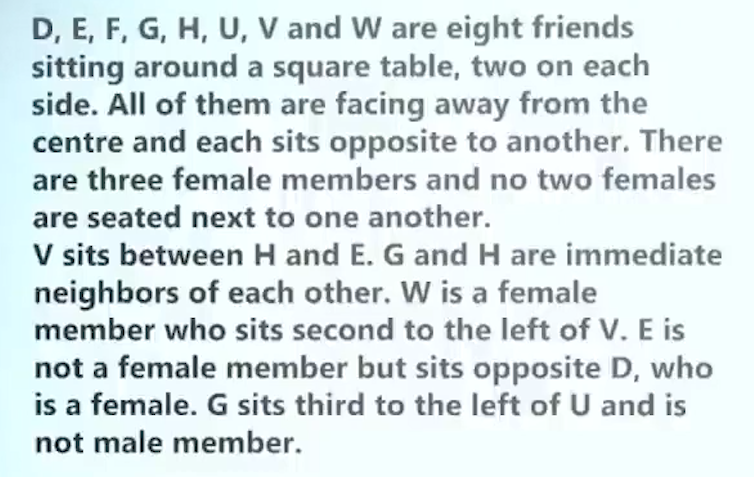 D, E, F, G, H, U, V and W are eight friends
sitting around a square table, two on each
side. All of them are facing away from the
centre and each sits opposite to another. There
are three female members and no two females
are seated next to one another.
V sits between H and E. G and H are immediate
neighbors of each other. W is a female
member who sits second to the left of V. E is
not a female member but sits opposite D, who
is a female. G sits third to the left of U and is
not male member.